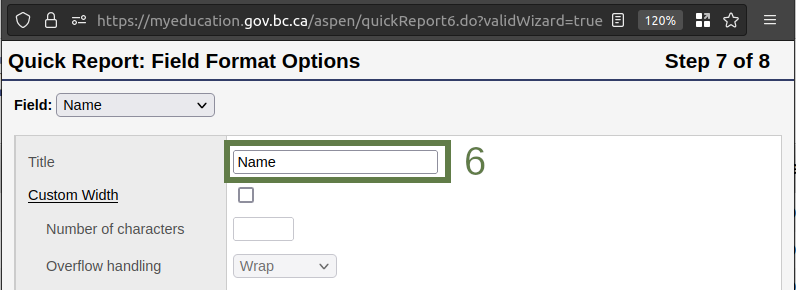 https://myeducation.gov.bc.ca/aspen/quickReport6.do?validWizard=true 120%
Quick Report: Field Format Options Step 7 of 8
Field: Name
Title Name 6
Custom Width
Number of characters
Overflow handling Wrap